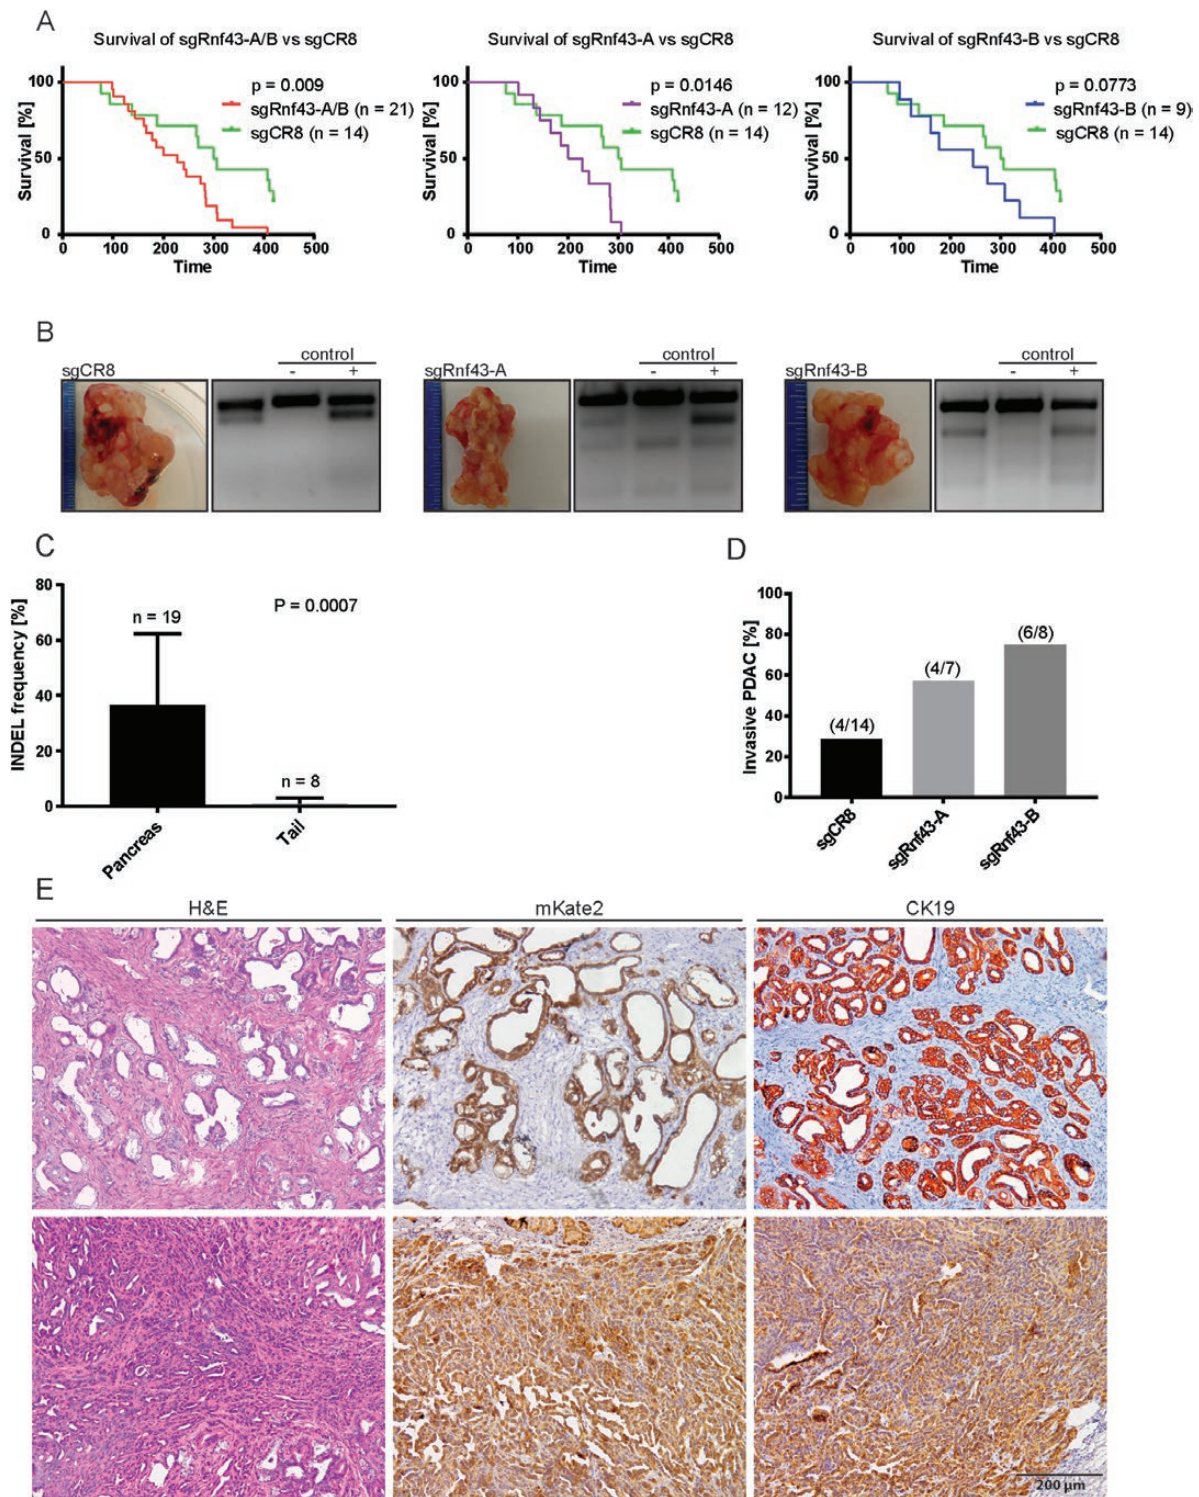 A
Survival of sgRnf43-A/B vs sgCR8
Survival of sgRnf43-A vs sgCR8
Survival of sgRnf43-B vs sgCR8
Survival [%]
100
50
0
0 100 200 300 400 500
Time
p = 0.009
sgRnf43-A/B (n = 21)
sgCR8 (n = 14)
Survival [%]
100
50
0
0 100 200 300 400 500
Time
p = 0.0146
sgRnf43-A (n = 12)
sgCR8 (n = 14)
Survival [%]
100
50
0
0 100 200 300 400 500
Time
p = 0.0773
sgRnf43-B (n = 9)
sgCR8 (n = 14)
B
sgCR8
control
- +
sgRnf43-A
control
- +
sgRnf43-B
control
- +
C
INDEL frequency [%]
80
60
40
20
0
n = 19
P = 0.0007
n = 8
Pancreas
Tail
D
Invasive PDAC [%]
100
80
60
40
20
0
(4/14)
(4/7)
(6/8)
sgCR8
sgRnf43-A
sgRnf43-B
E
H&E
mKate2
CK19
200 µm